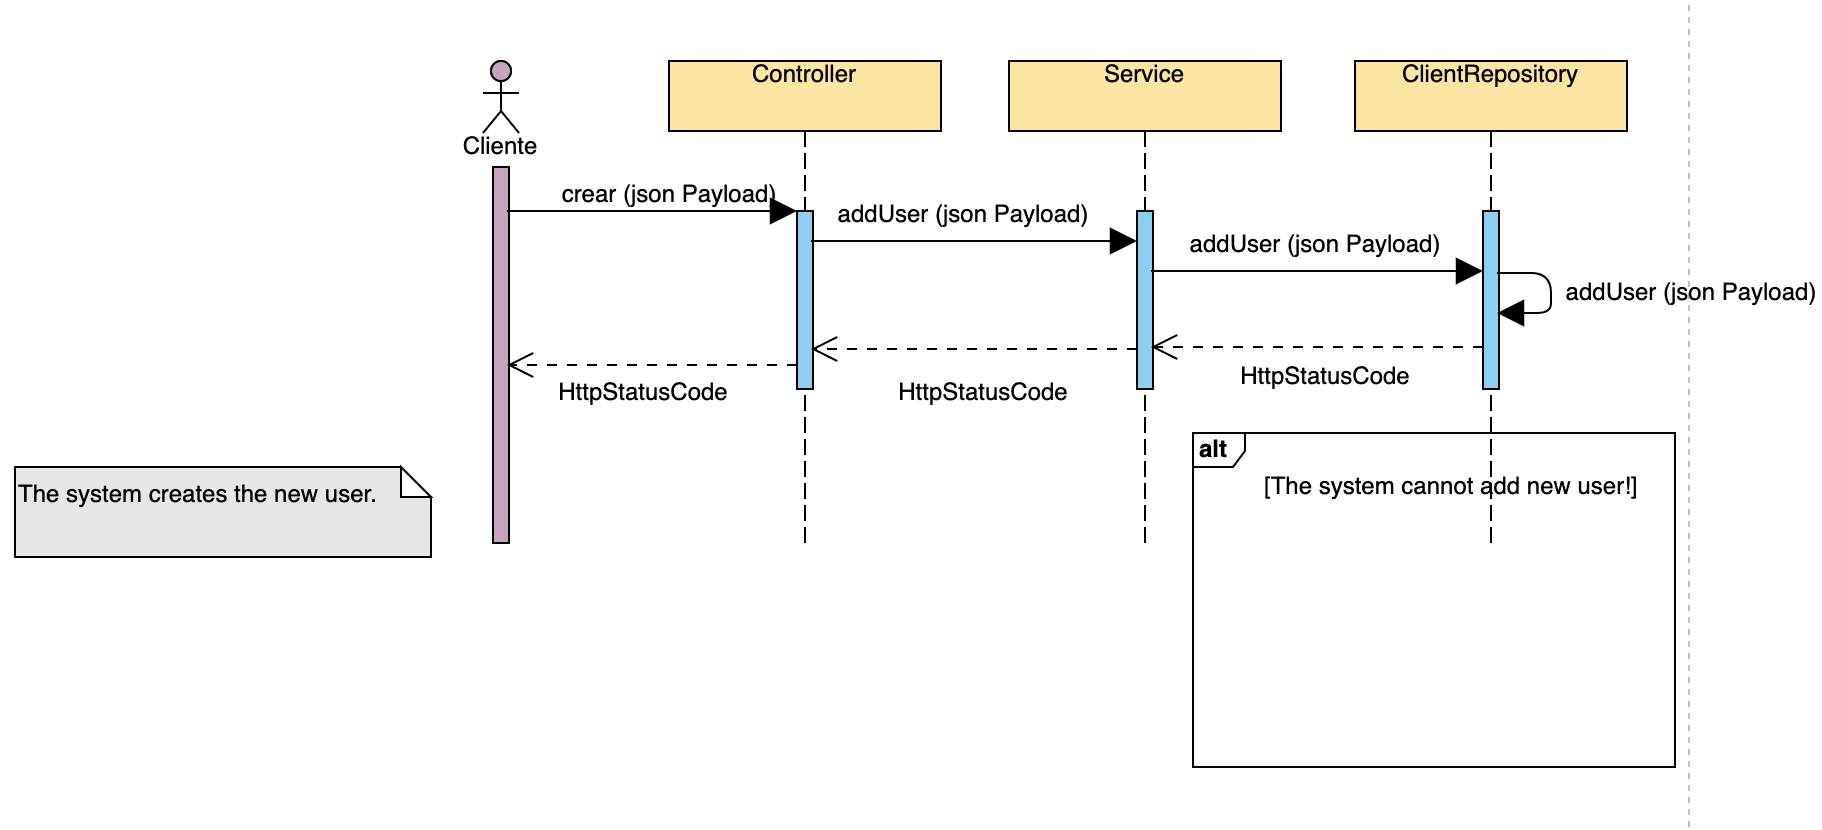 Cliente
Controller
Service
ClientRepository
crear (json Payload)
addUser (json Payload)
addUser (json Payload)
addUser (json Payload)
HttpStatusCode
HttpStatusCode
HttpStatusCode
The system creates the new user.
alt
[The system cannot add new user!]